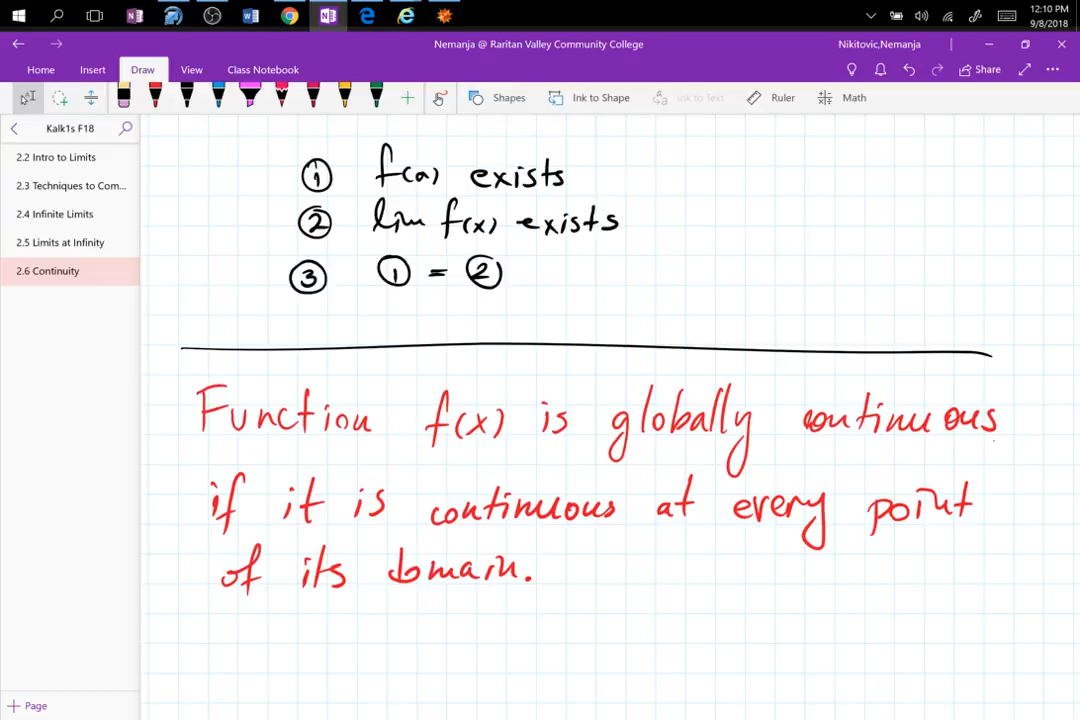 12:10 PM
9/8/2018
Nemanja @ Raritan Valley Community College
Nikitovic,Nemanja
Home Insert Draw View Class Notebook
Share
Shapes Ink to Shape Ink to Text Ruler Math
Kalk1s F18
2.2 Intro to Limits
2.3 Techniques to Com...
2.4 Infinite Limits
2.5 Limits at Infinity
2.6 Continuity
① f(a) exists
② lim f(x) exists
③ ① = ②
Function f(x) is globally continuous
if it is continuous at every point
of its domain.
+ Page